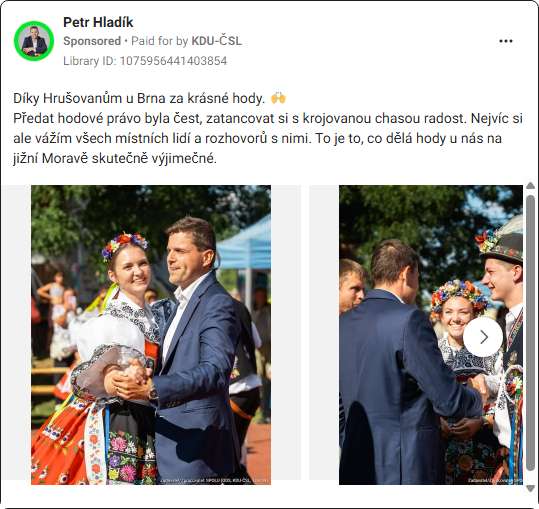 Petr Hladík
Sponsored • Paid for by KDU-ČSL
Library ID: 1075956441403854
Díky Hrušovanům u Brna za krásné hody. 🙌
Předat hodové právo byla čest, zatancovat si s krojovanou chasou radost. Nejvíc si
ale vážím všech místních lidí a rozhovorů s nimi. To je to, co dělá hody u nás na
jižní Moravě skutečně výjimečné.